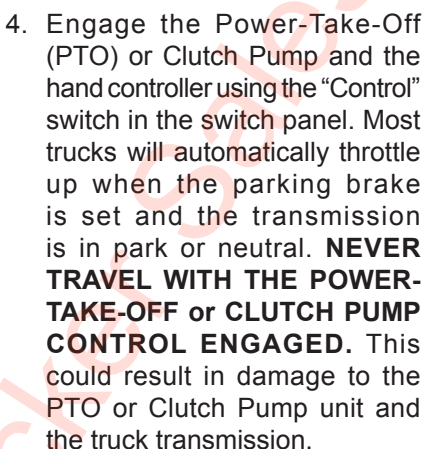 4. Engage the Power-Take-Off
(PTO) or Clutch Pump and the
hand controller using the “Control”
switch in the switch panel. Most
trucks will automatically throttle
up when the parking brake
is set and the transmission
is in park or neutral. NEVER
TRAVEL WITH THE POWER-
TAKE-OFF or CLUTCH PUMP
CONTROL ENGAGED. This
could result in damage to the
PTO or Clutch Pump unit and
the truck transmission.